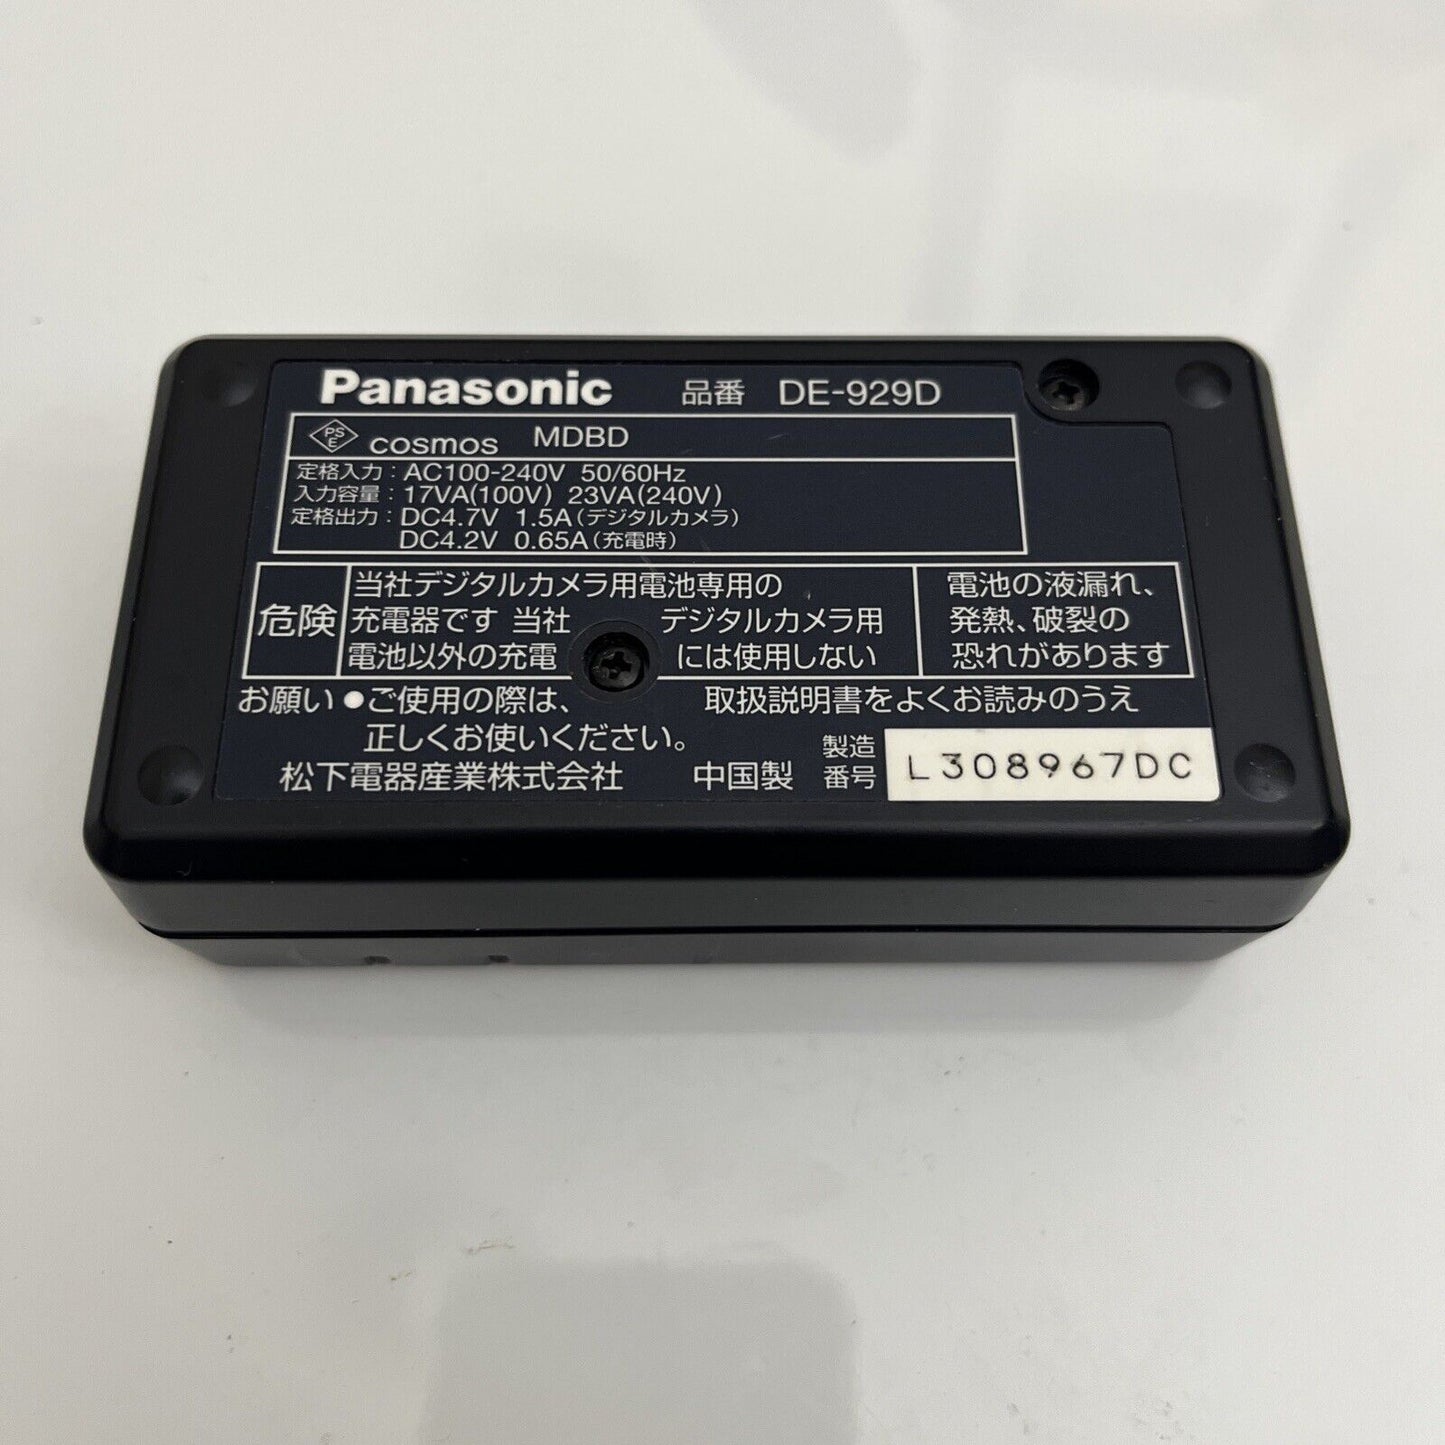 Panasonic 品番 DE-929D
PSE cosmos MDBD
定格入力：AC100-240V 50/60Hz
入力容量：17VA(100V) 23VA(240V)
定格出力：DC4.7V 1.5A(デジタルカメラ)
DC4.2V 0.65A(充電時)
危険
当社デジタルカメラ用電池専用の
充電器です 当社 デジタルカメラ用
電池以外の充電 には使用しない
電池の液漏れ、
発熱、破裂の
恐れがあります
お願い ●ご使用の際は、 取扱説明書をよくお読みのうえ
正しくお使いください。
松下電器産業株式会社 中国製 製造番号 L308967DC